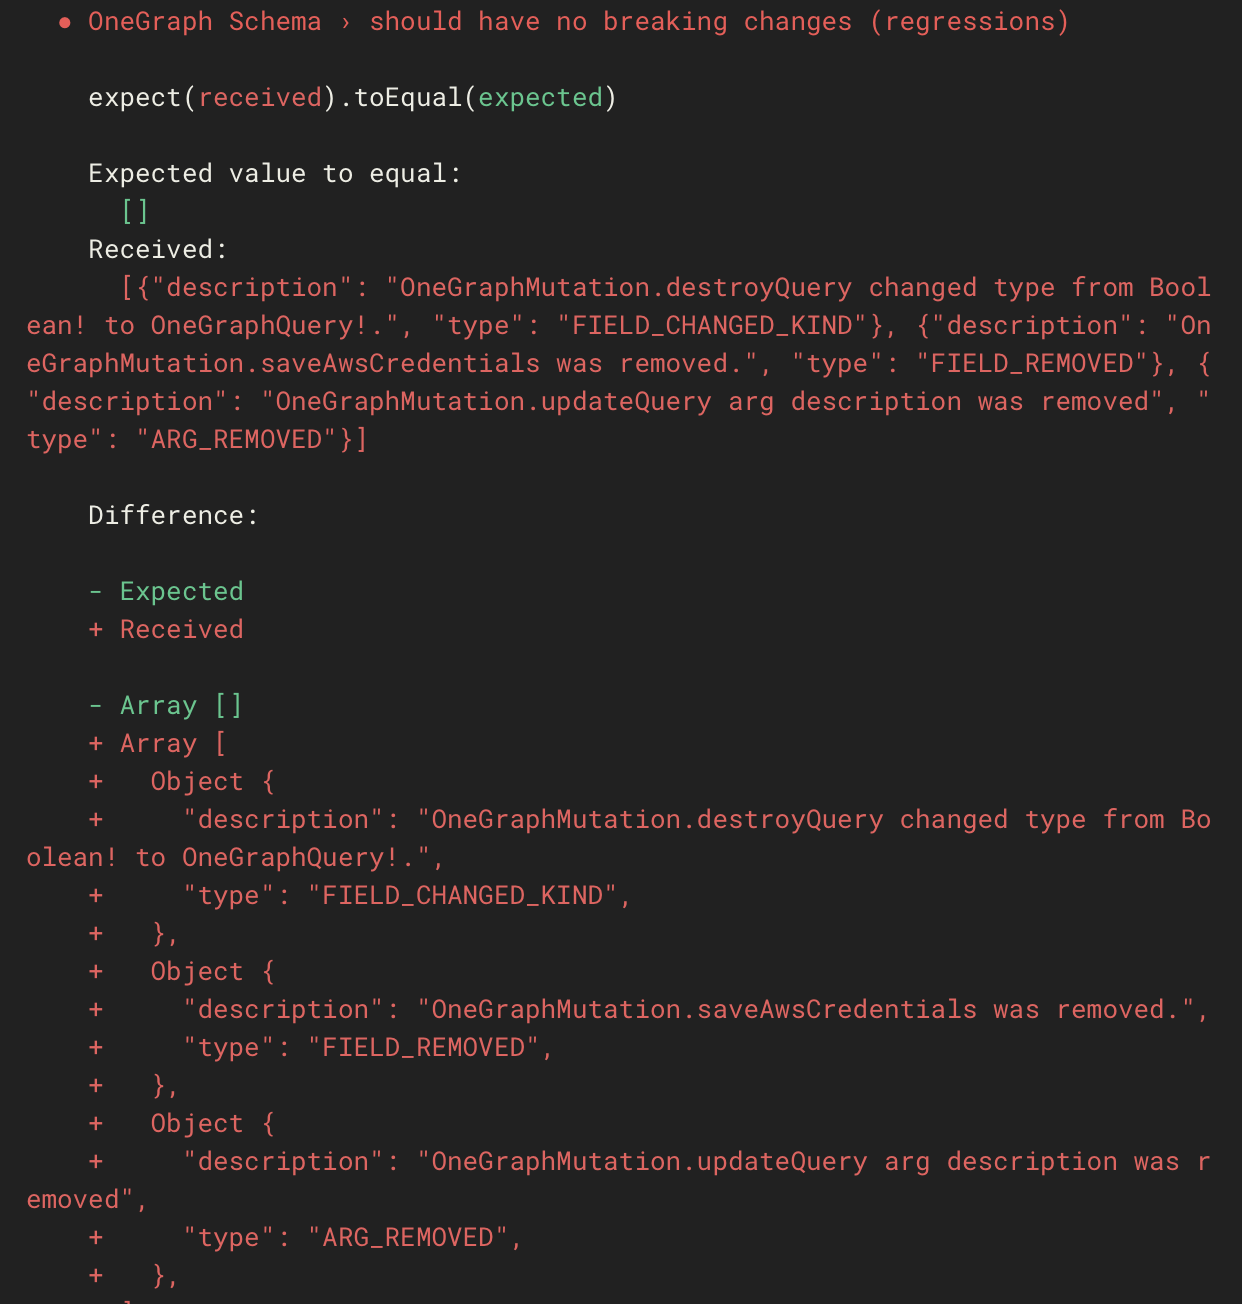 ● OneGraph Schema › should have no breaking changes (regressions)
expect(received).toEqual(expected)
Expected value to equal:
[]
Received:
[{"description": "OneGraphMutation.destroyQuery changed type from Bool
ean! to OneGraphQuery!.", "type": "FIELD_CHANGED_KIND"}, {"description": "On
eGraphMutation.saveAwsCredentials was removed.", "type": "FIELD_REMOVED"}, {
"description": "OneGraphMutation.updateQuery arg description was removed", "
type": "ARG_REMOVED"}]
Difference:
- Expected
+ Received
- Array []
+ Array [
+   Object {
+     "description": "OneGraphMutation.destroyQuery changed type from Bo
olean! to OneGraphQuery!.",
+     "type": "FIELD_CHANGED_KIND",
+   },
+   Object {
+     "description": "OneGraphMutation.saveAwsCredentials was removed.",
+     "type": "FIELD_REMOVED",
+   },
+   Object {
+     "description": "OneGraphMutation.updateQuery arg description was r
emoved",
+     "type": "ARG_REMOVED",
+   },